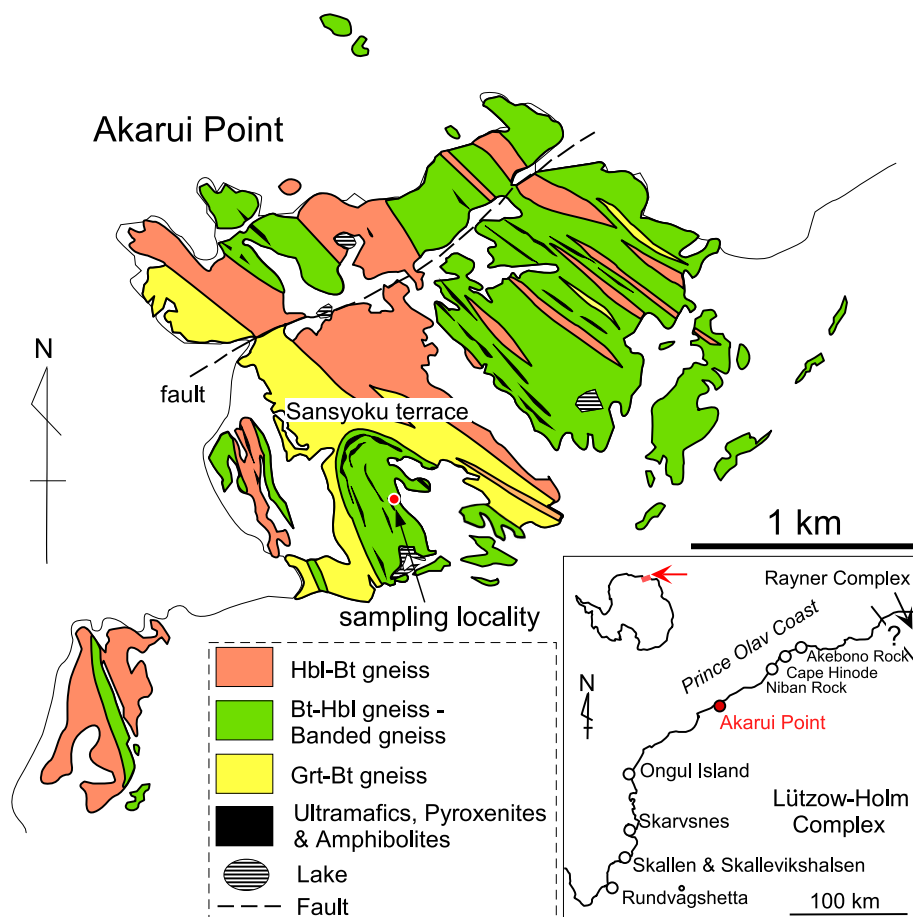 Akarui Point
N
fault
Sansyoku terrace
1 km
sampling locality
Hbl-Bt gneiss
Bt-Hbl gneiss -
Banded gneiss
Grt-Bt gneiss
Ultramafics, Pyroxenites
& Amphibolites
Lake
Fault
Rayner Complex
?
Prince Olav Coast
Akebono Rock
Cape Hinode
Niban Rock
N
Akarui Point
Ongul Island
Lützow-Holm
Complex
Skarvsnes
Skallen & Skallevikshalsen
Rundvågshetta
100 km